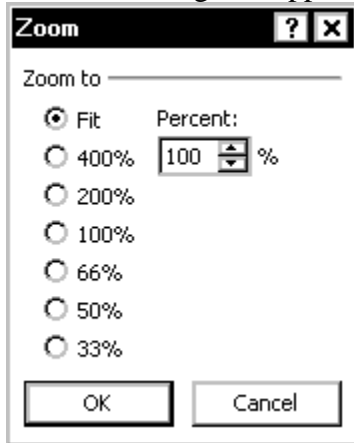 Zoom ? ×
Zoom to
Fit Percent:
400% 100 %
200%
100%
66%
50%
33%
OK Cancel